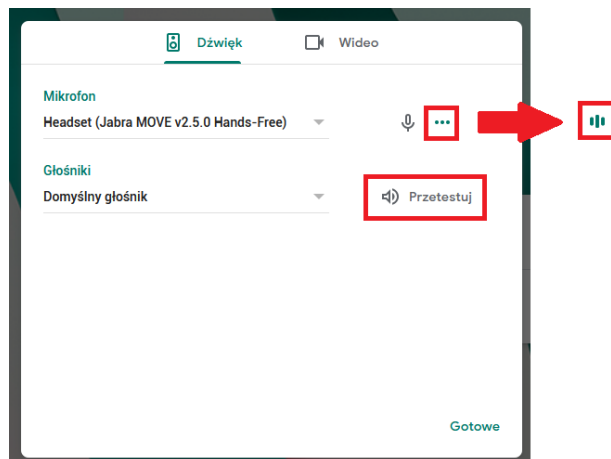 Dźwięk
Wideo
Mikrofon
Headset (Jabra MOVE v2.5.0 Hands-Free)
Głośniki
Domyślny głośnik
Przetestuj
Gotowe